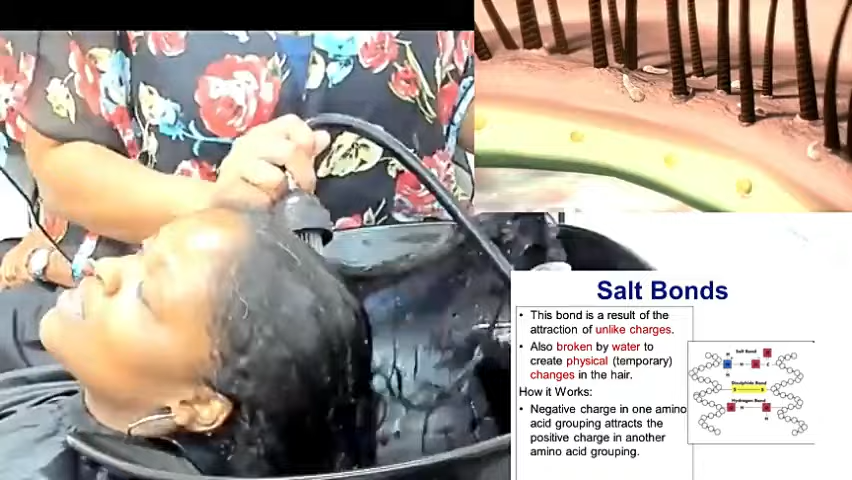 Salt Bonds
• This bond is a result of the
attraction of unlike charges.
• Also broken by water to
create physical (temporary)
changes in the hair.
How it Works:
• Negative charge in one amino
acid grouping attracts the
positive charge in another
amino acid grouping.
Salt Bond
Disulphide Bond
Hydrogen Bond